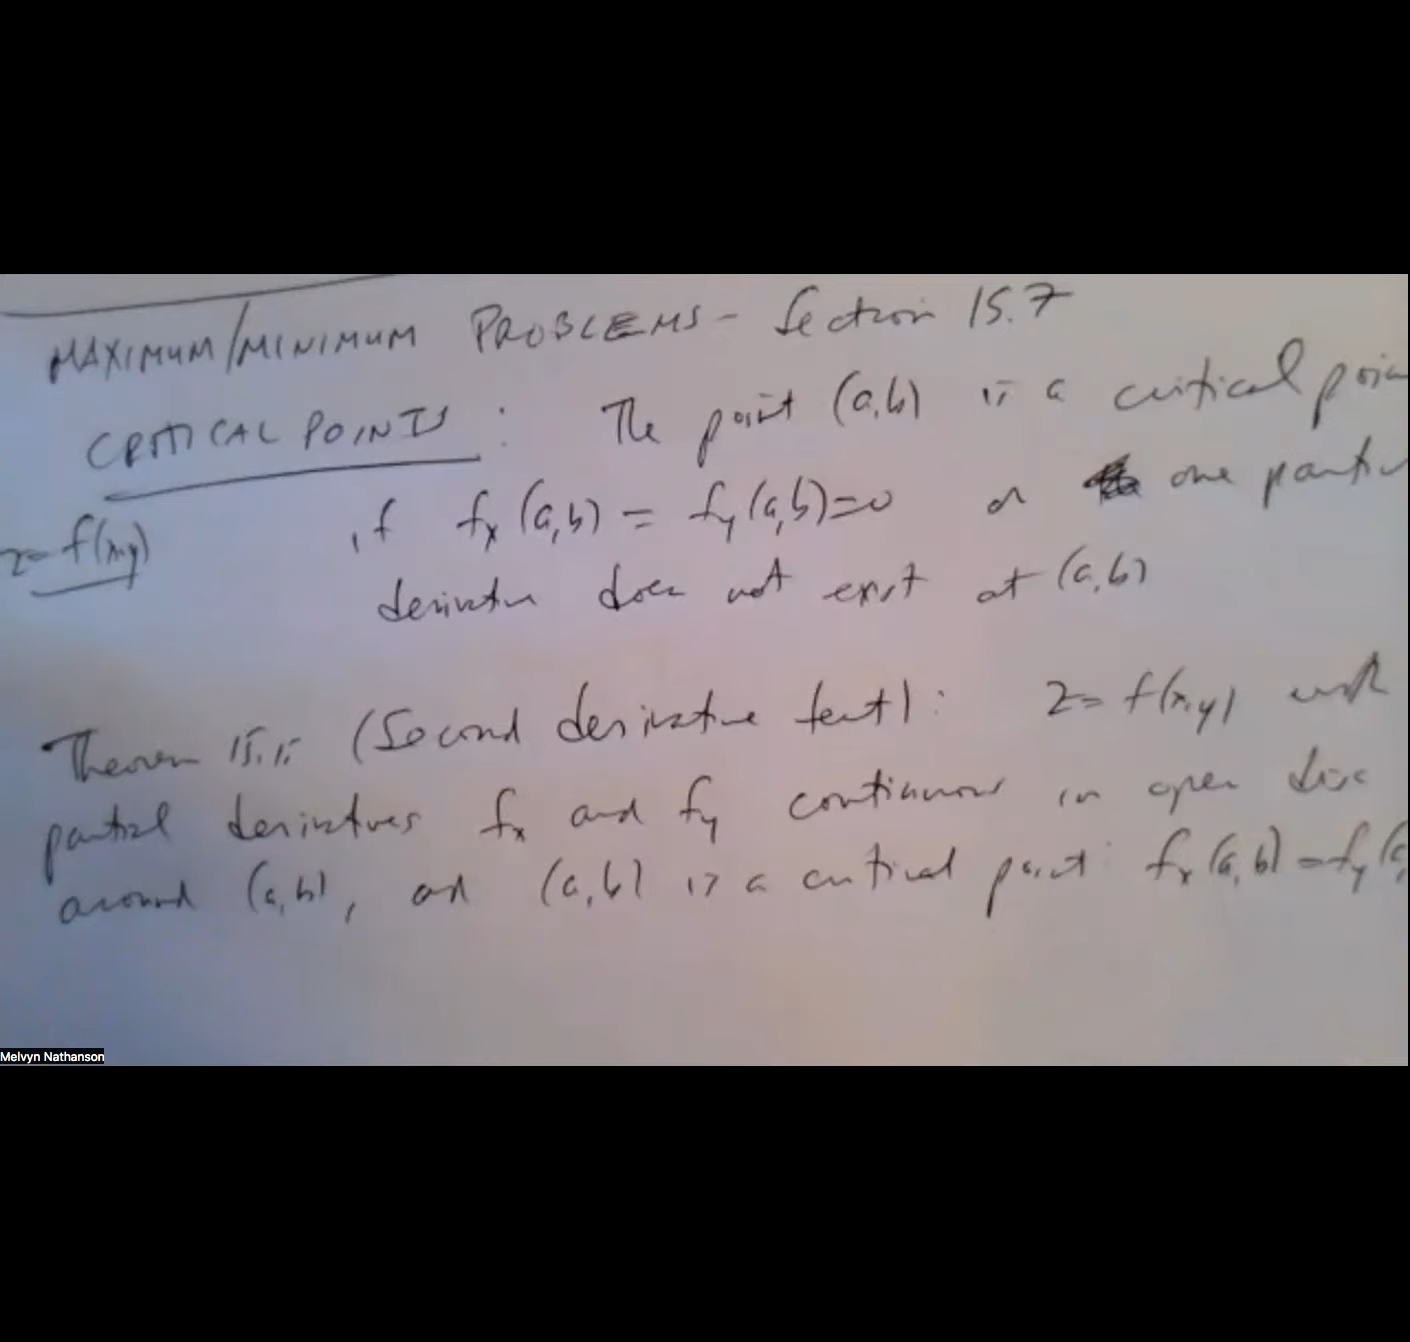 MAXIMUM/MINIMUM PROBLEMS - Section 15.7
CRITICAL POINTS : The point (a,b) is a critical poin
if fx (a,b) = fy (a,b)=0 or one partia
z= f(x,y)
derivative does not exist at (a,b)
Theorem 15.15 (Second derivative test): z= f(x,y) with
partial derivatives fx and fy continuous in open disc
around (a,b), and (a,b) is a critical point: fx (a,b) = fy (a,
Melvyn Nathanson